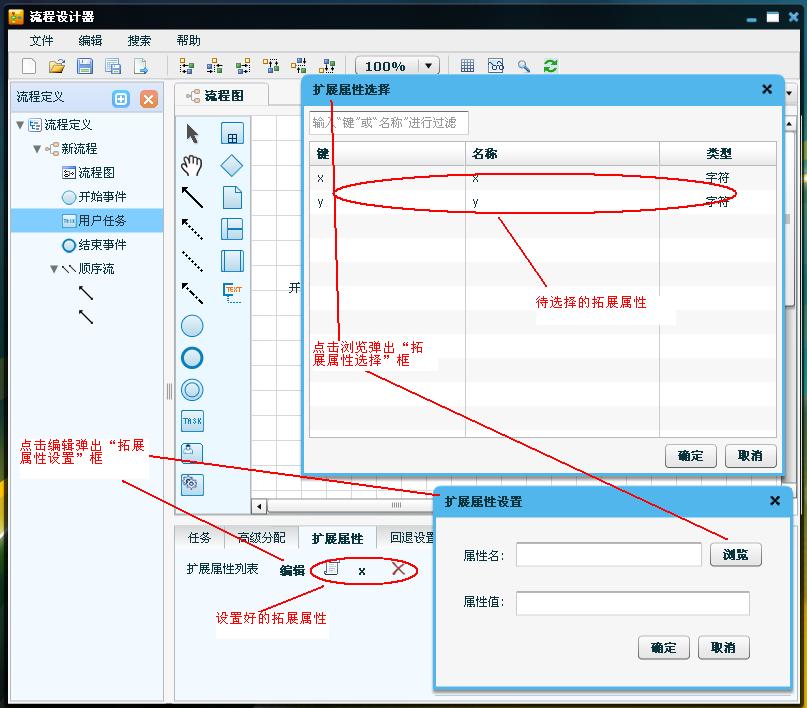 流程设计器
文件 编辑 搜索 帮助
100%
流程定义
流程定义
新流程
流程图
开始事件
TASK 用户任务
结束事件
顺序流
流程图
TEXT
TASK
开
扩展属性选择
输入“键”或“名称”进行过滤
键 名称 类型
x x 字符
y y 字符
待选择的拓展属性
点击浏览弹出“拓
展属性选择”框
确定 取消
点击编辑弹出“拓展
属性设置”框
任务 高级分配 扩展属性 回退设置
扩展属性列表 编辑 x
设置好的拓展属性
扩展属性设置
属性名: 浏览
属性值:
确定 取消